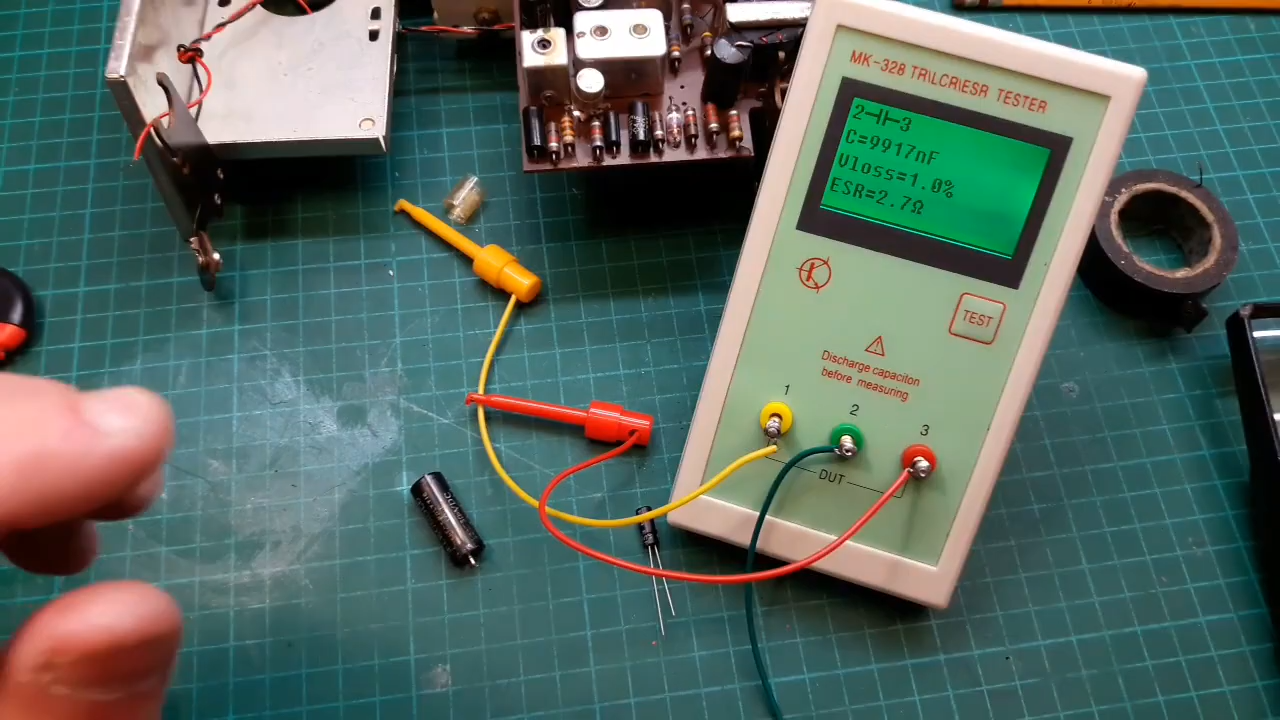 MK-328 TR\LCR\ESR TESTER
2⊣⊢3
C=9917nF
Vloss=1.0%
ESR=2.7Ω
TEST
Discharge capaciton
before measuring
1
2
3
DUT